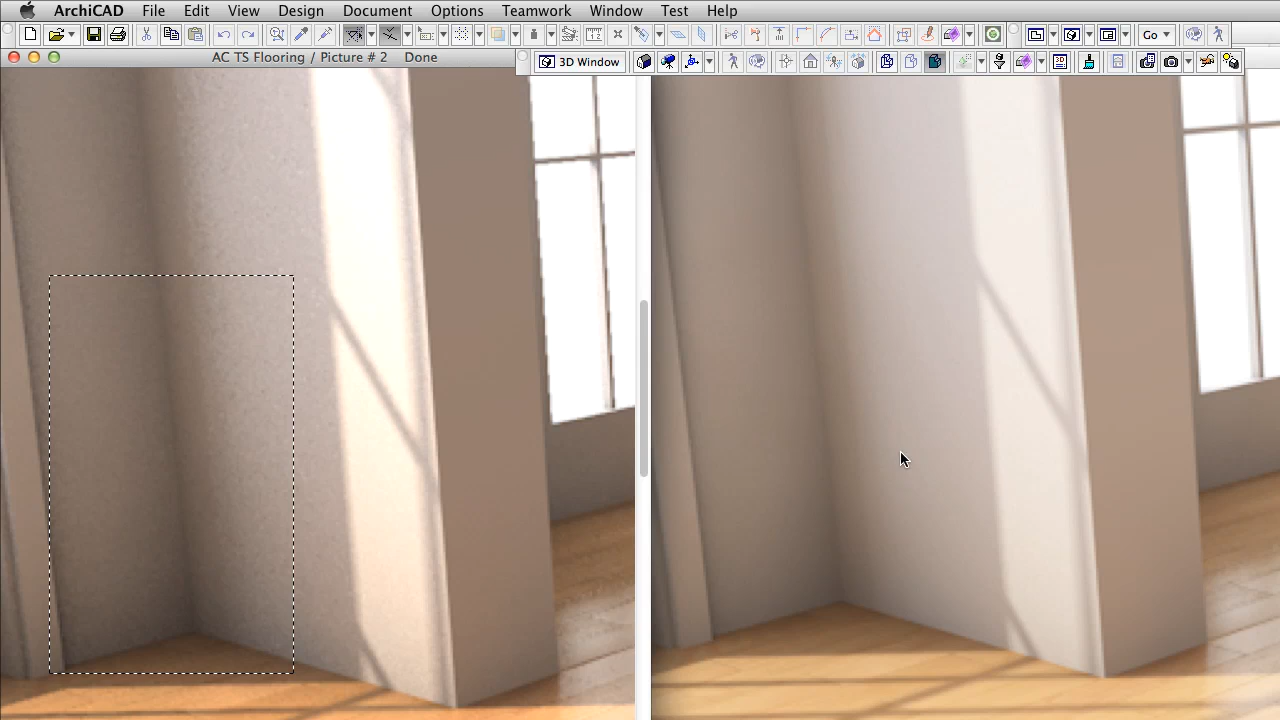 ArchiCAD File Edit View Design Document Options Teamwork Window Test Help
Go
AC TS Flooring / Picture # 2 Done
3D Window
3D